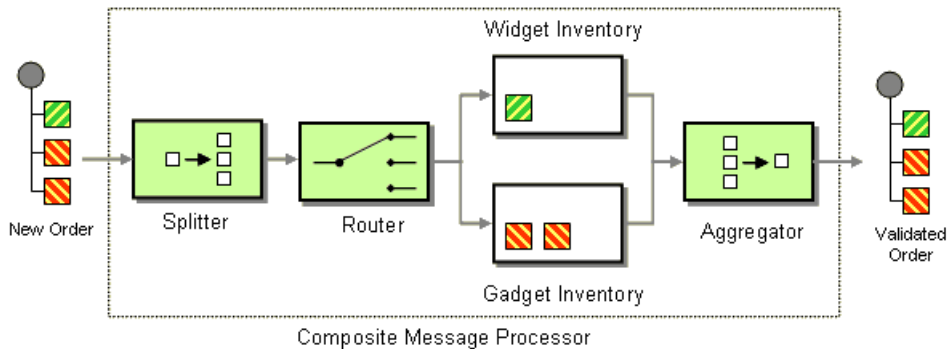 Widget Inventory
New Order
Splitter
Router
Gadget Inventory
Aggregator
Validated
Order
Composite Message Processor